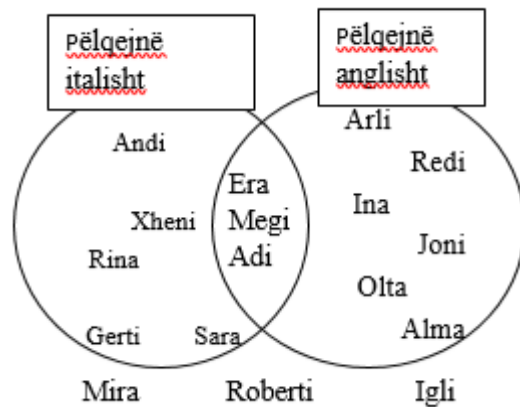 Pëlqejnë
italisht
Pëlqejnë
anglisht
Andi
Xheni
Rina
Gerti
Sara
Era
Megi
Adi
Arli
Redi
Ina
Joni
Olta
Alma
Mira Roberti Igli